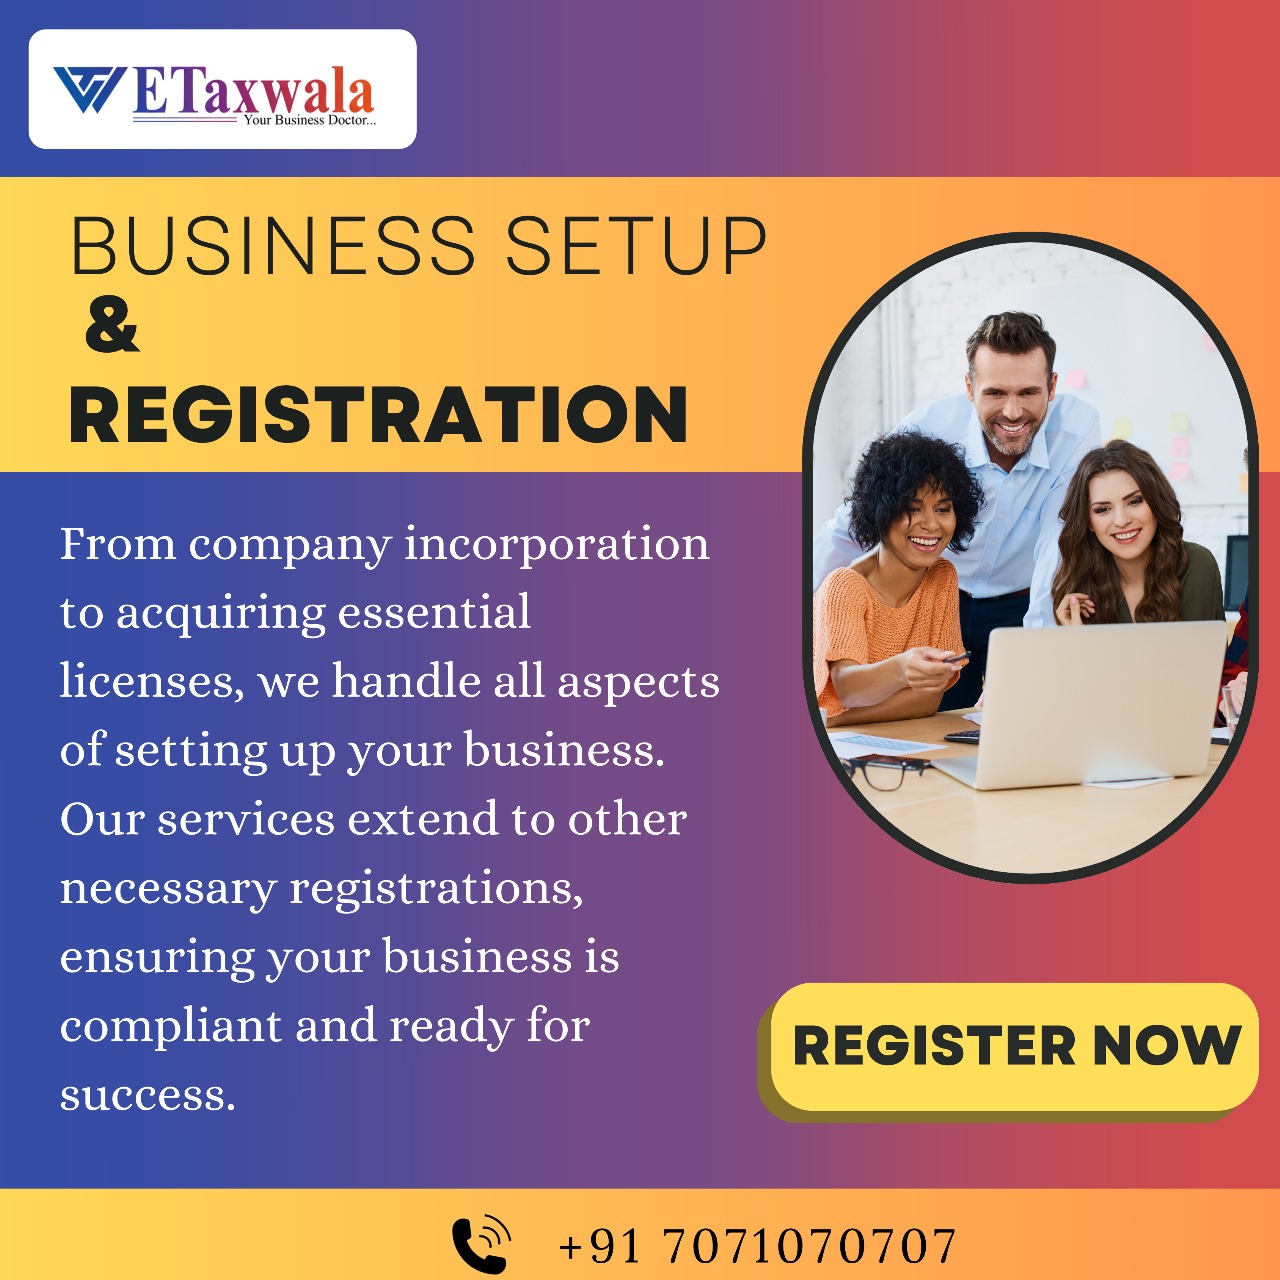 ETaxwala
Your Business Doctor...
BUSINESS SETUP
&
REGISTRATION
From company incorporation
to acquiring essential
licenses, we handle all aspects
of setting up your business.
Our services extend to other
necessary registrations,
ensuring your business is
compliant and ready for
success.
REGISTER NOW
+91 7071070707